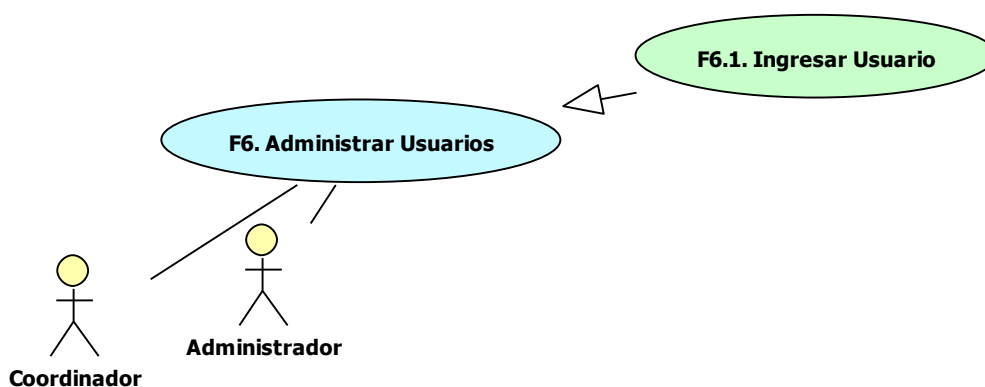 F6.1. Ingresar Usuario
F6. Administrar Usuarios
Administrador
Coordinador